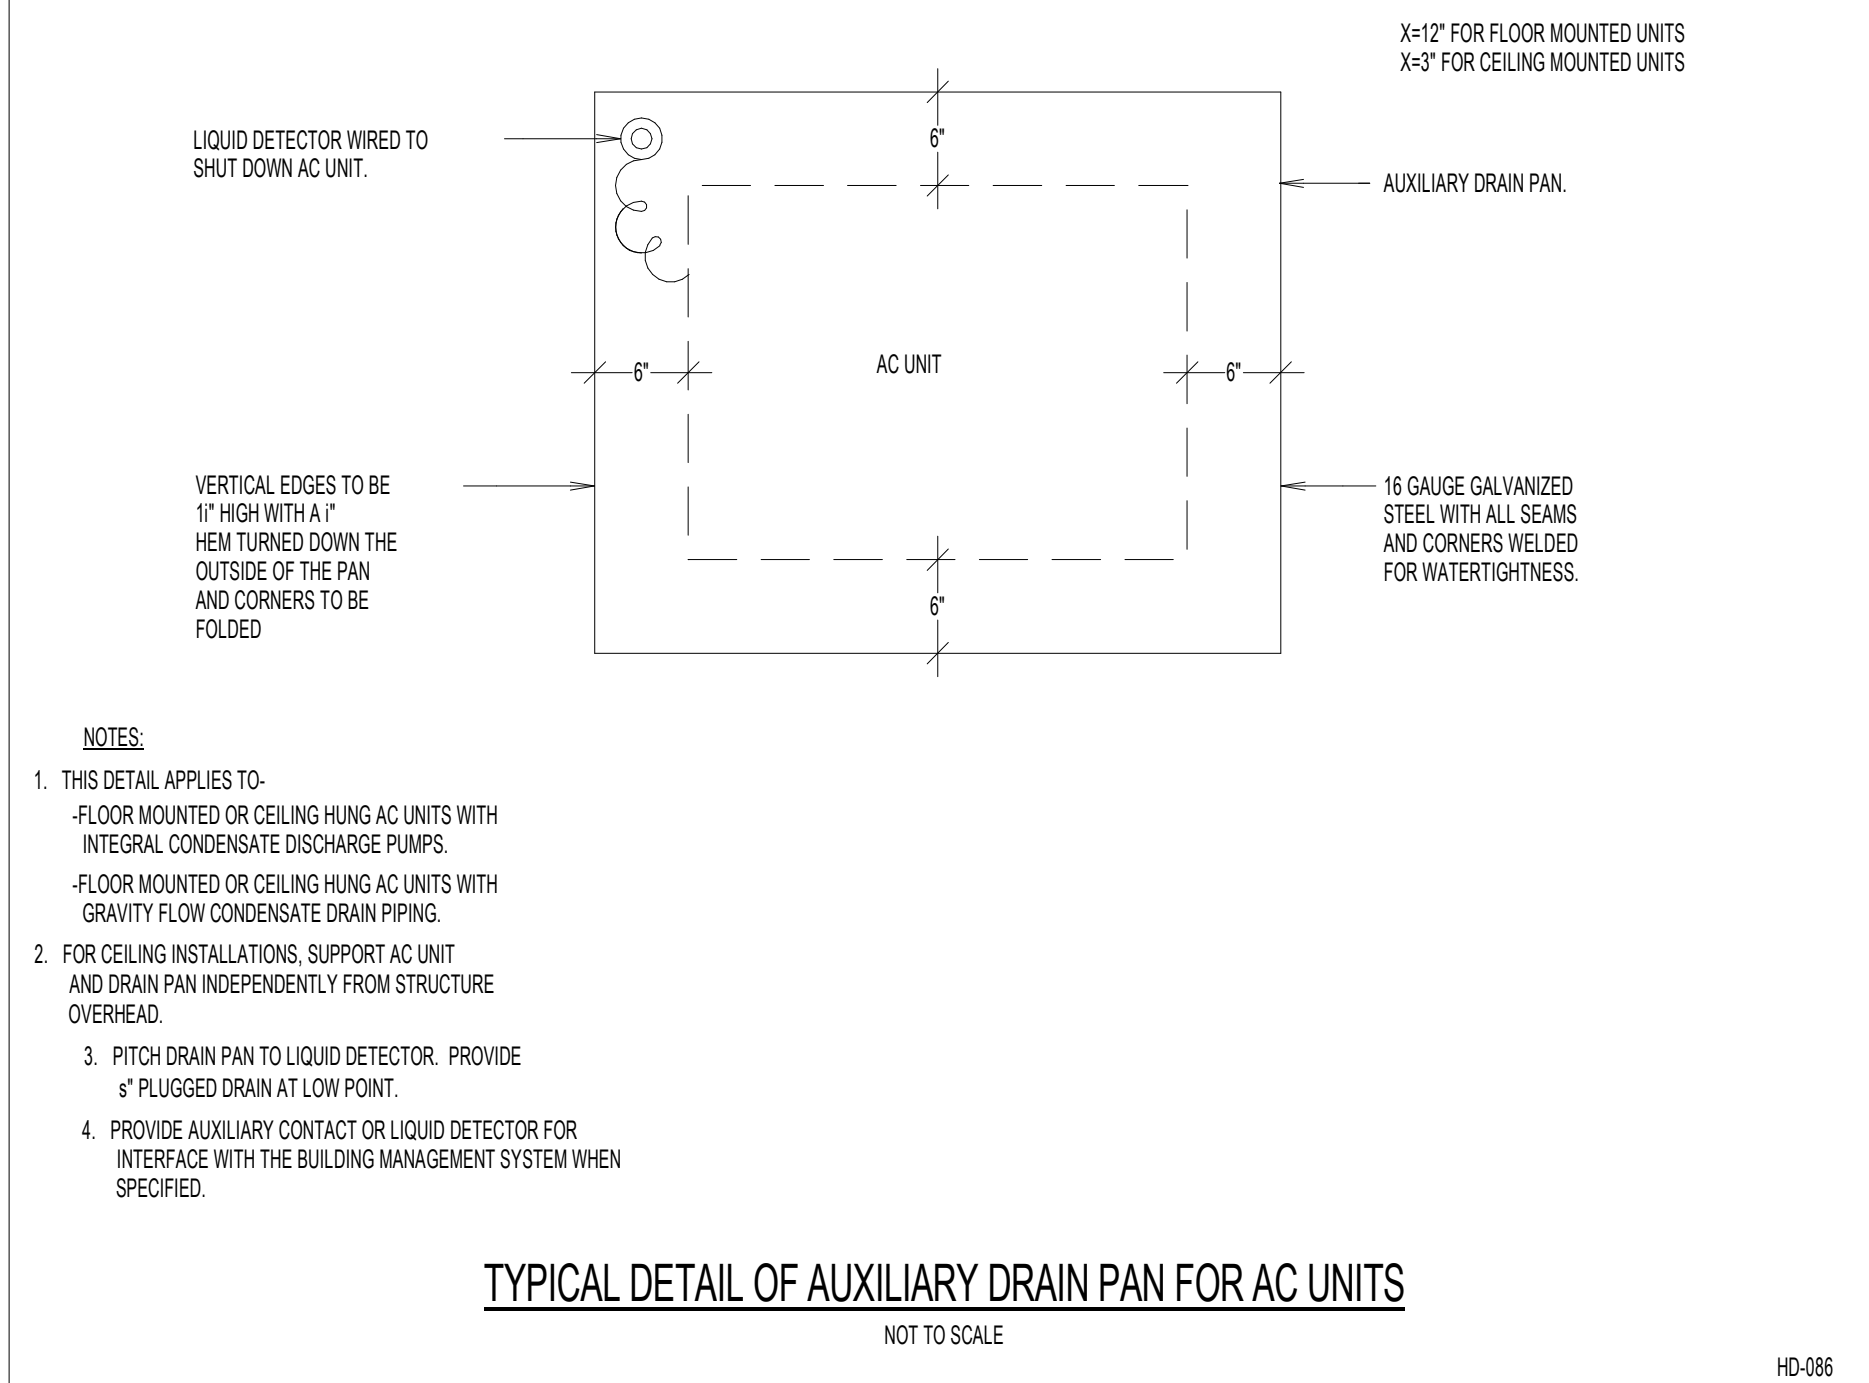 X=12" FOR FLOOR MOUNTED UNITS
X=3" FOR CEILING MOUNTED UNITS
LIQUID DETECTOR WIRED TO
SHUT DOWN AC UNIT.
6"
AUXILIARY DRAIN PAN.
AC UNIT
6"
6"
VERTICAL EDGES TO BE
1i" HIGH WITH A i"
HEM TURNED DOWN THE
OUTSIDE OF THE PAN
AND CORNERS TO BE
FOLDED
16 GAUGE GALVANIZED
STEEL WITH ALL SEAMS
AND CORNERS WELDED
FOR WATERTIGHTNESS.
6"
NOTES:
1. THIS DETAIL APPLIES TO-
-FLOOR MOUNTED OR CEILING HUNG AC UNITS WITH
INTEGRAL CONDENSATE DISCHARGE PUMPS.
-FLOOR MOUNTED OR CEILING HUNG AC UNITS WITH
GRAVITY FLOW CONDENSATE DRAIN PIPING.
2. FOR CEILING INSTALLATIONS, SUPPORT AC UNIT
AND DRAIN PAN INDEPENDENTLY FROM STRUCTURE
OVERHEAD.
3. PITCH DRAIN PAN TO LIQUID DETECTOR. PROVIDE
s" PLUGGED DRAIN AT LOW POINT.
4. PROVIDE AUXILIARY CONTACT OR LIQUID DETECTOR FOR
INTERFACE WITH THE BUILDING MANAGEMENT SYSTEM WHEN
SPECIFIED.
TYPICAL DETAIL OF AUXILIARY DRAIN PAN FOR AC UNITS
NOT TO SCALE
HD-086